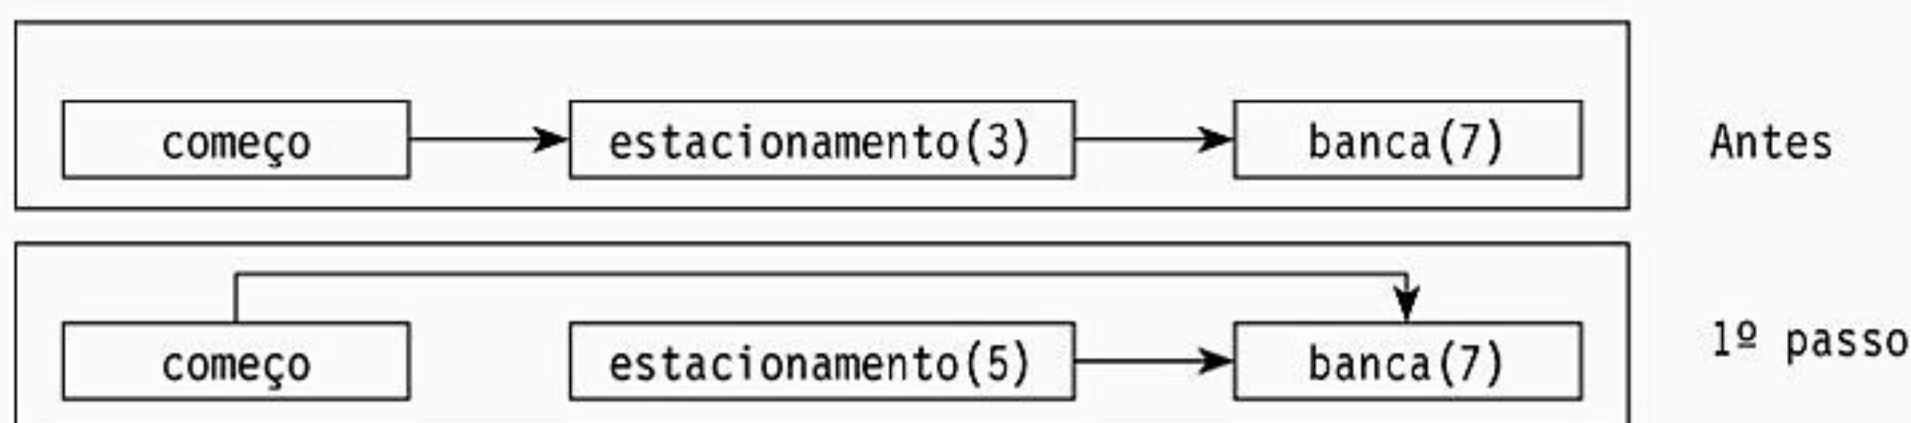 começo estacionamento(3) banca(7) Antes
começo estacionamento(5) banca(7) 1º passo